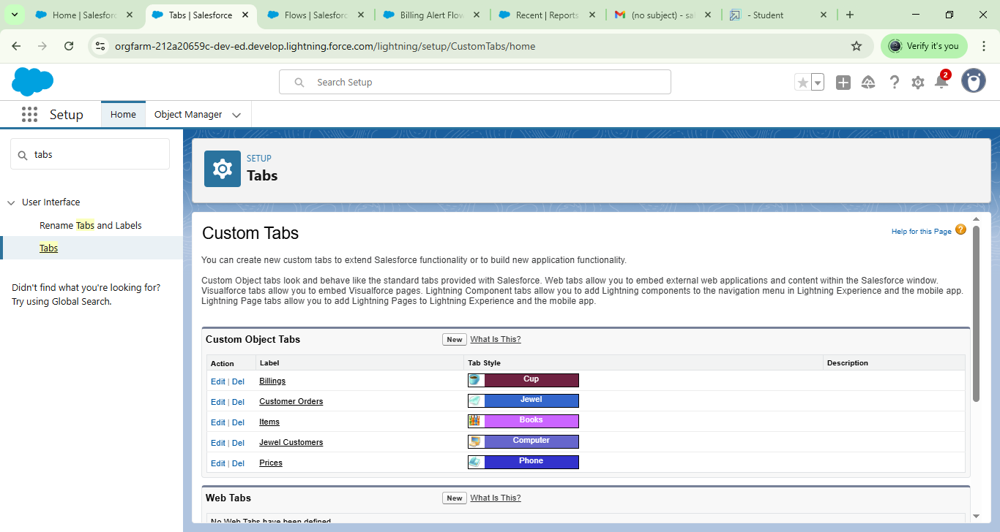 Home | Salesforc
Tabs | Salesforce
Flows | Salesforc
Billing Alert Flow
Recent | Reports
(no subject) - sa
- Student
orgfarm-212a20659c-dev-ed.develop.lightning.force.com/lightning/setup/CustomTabs/home
Verify it's you
Search Setup
2
Setup
Home
Object Manager
tabs
User Interface
Rename Tabs and Labels
Tabs
Didn't find what you're looking for?
Try using Global Search.
SETUP
Tabs
Custom Tabs
Help for this Page ?
You can create new custom tabs to extend Salesforce functionality or to build new application functionality.
Custom Object tabs look and behave like the standard tabs provided with Salesforce. Web tabs allow you to embed external web applications and content within the Salesforce window.
Visualforce tabs allow you to embed Visualforce pages. Lightning Component tabs allow you to add Lightning components to the navigation menu in Lightning Experience and the mobile app.
Lightning Page tabs allow you to add Lightning Pages to Lightning Experience and the mobile app.
Custom Object Tabs New What Is This?
Action Label Tab Style Description
Edit | Del Billings Cup
Edit | Del Customer Orders Jewel
Edit | Del Items Books
Edit | Del Jewel Customers Computer
Edit | Del Prices Phone
Web Tabs New What Is This?
No Web Tabs have been defined